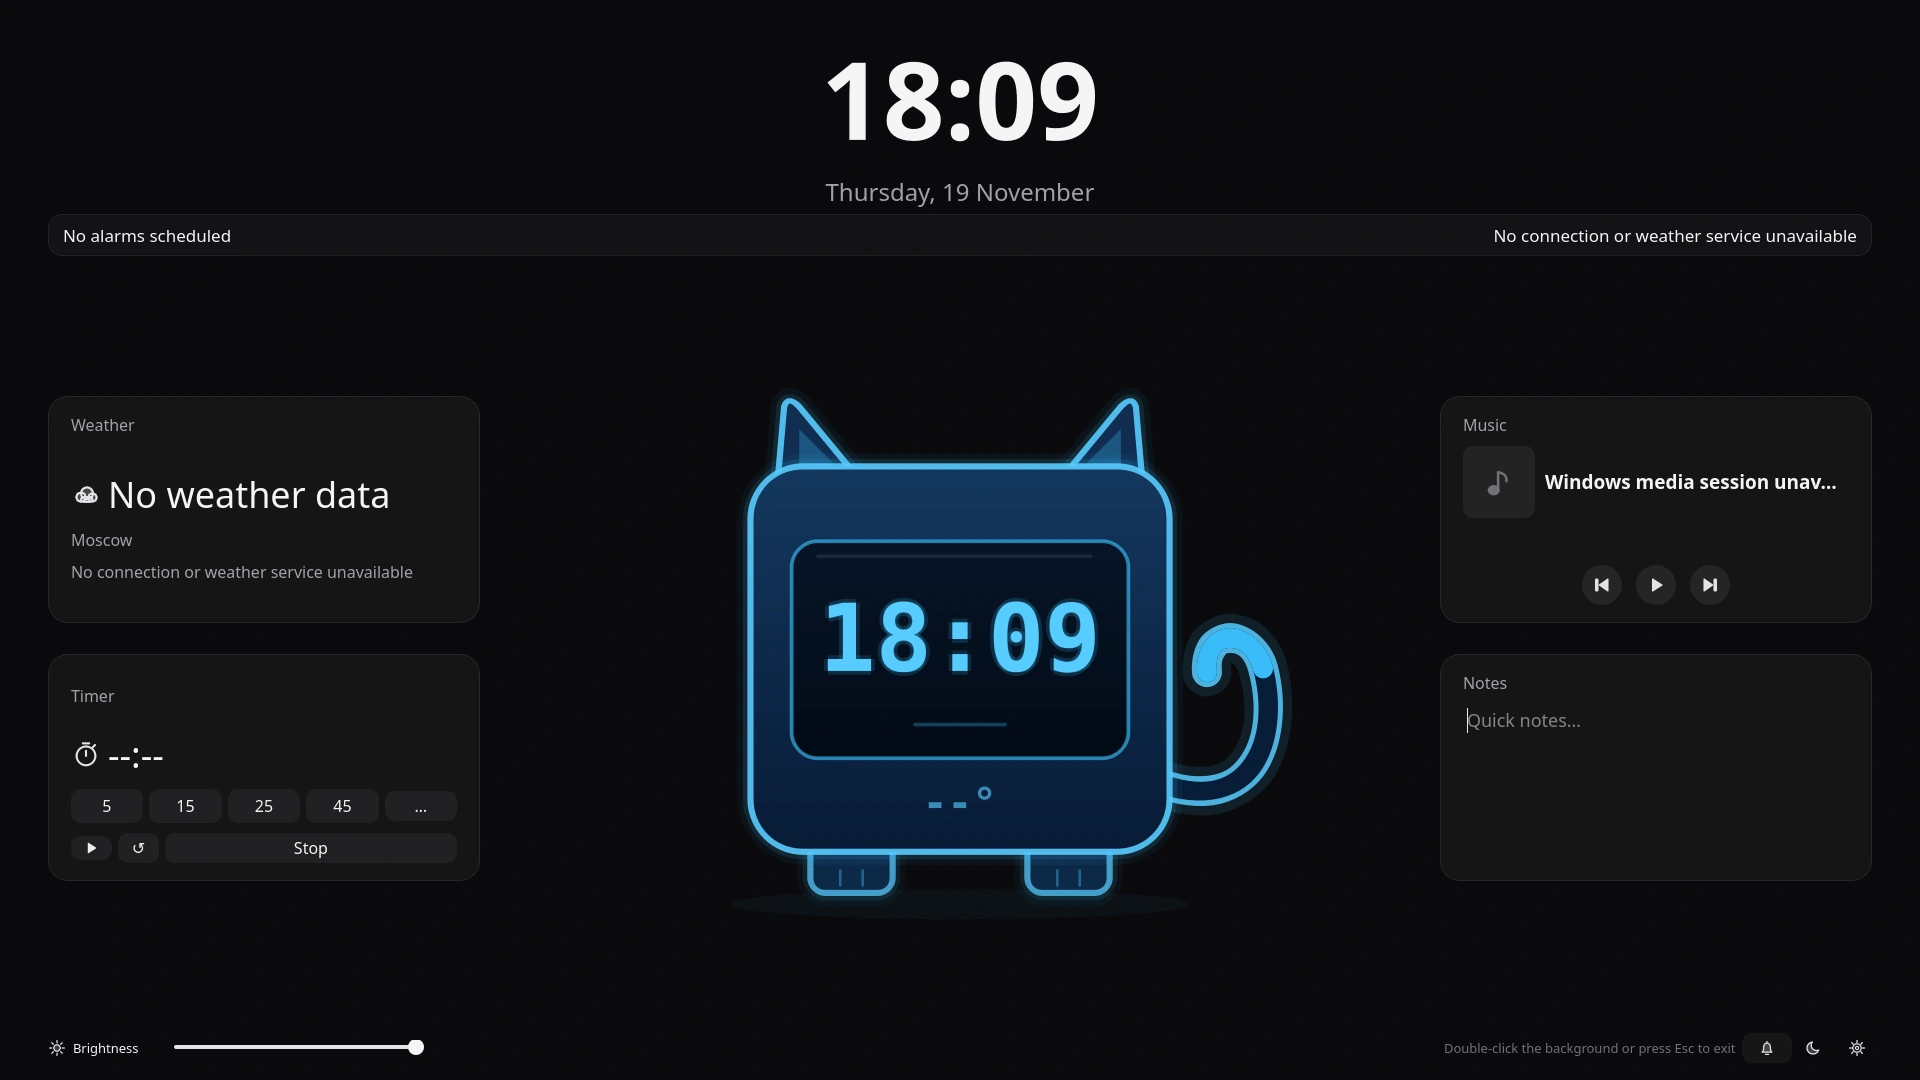 18:09
Thursday, 19 November
No alarms scheduled
No connection or weather service unavailable
Weather
No weather data
Moscow
No connection or weather service unavailable
Timer
--:--
5
15
25
45
...
Stop
18:09
--°
Music
Windows media session unav...
Notes
Quick notes...
Brightness
Double-click the background or press Esc to exit